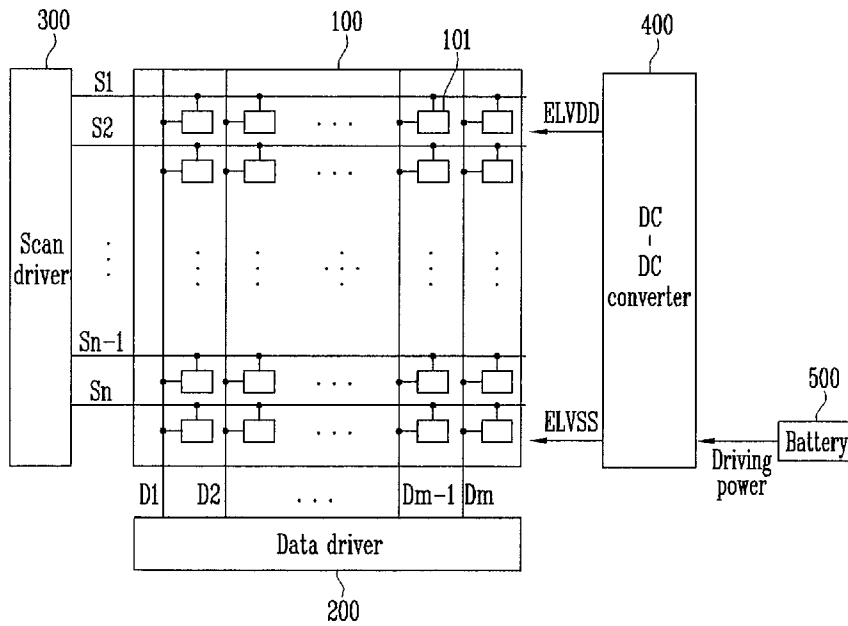 300
100
101
400
S1
S2
ELVDD
Scan
driver
DC
-
DC
converter
Sn-1
Sn
ELVSS
500
Battery
Driving
power
D1
D2
...
Dm-1
Dm
Data driver
200